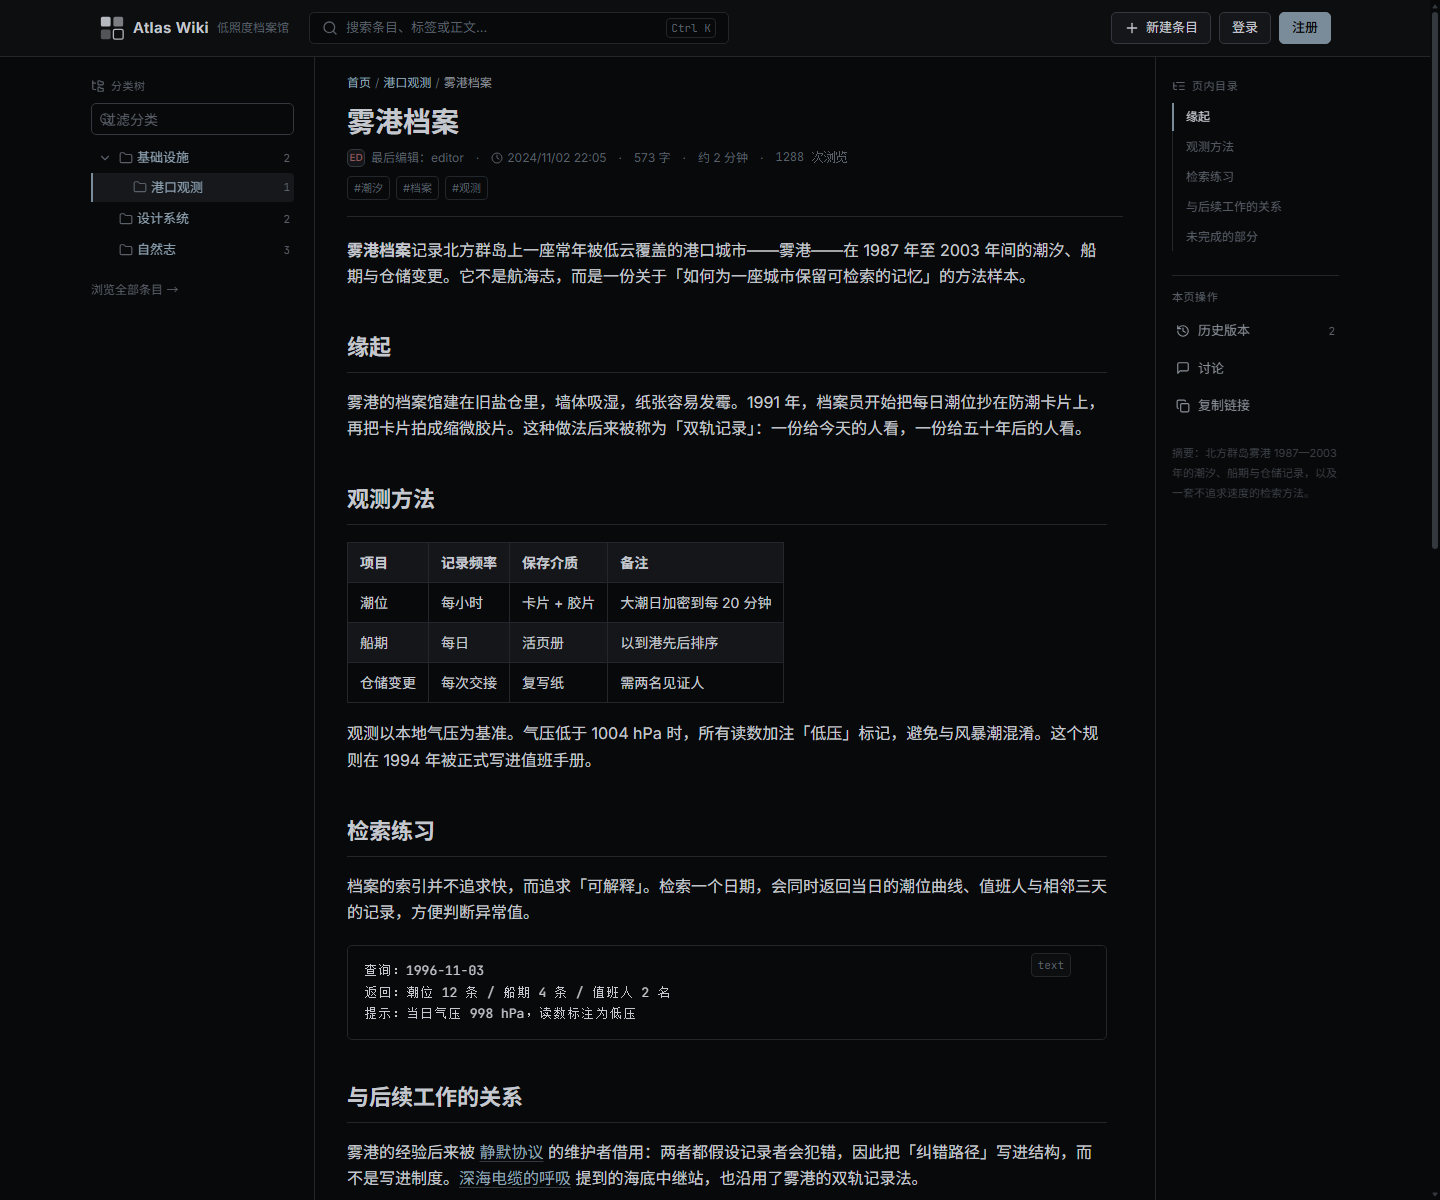 Atlas Wiki 低照度档案馆
搜索条目、标签或正文... Ctrl K
新建条目
登录
注册
分类树
过滤分类
基础设施 2
港口观测 1
设计系统 2
自然志 3
浏览全部条目 →
首页 / 港口观测 / 雾港档案
雾港档案
ED 最后编辑：editor · 2024/11/02 22:05 · 573 字 · 约 2 分钟 · 1288 次浏览
#潮汐 #档案 #观测
雾港档案记录北方群岛上一座常年被低云覆盖的港口城市——雾港——在 1987 年至 2003 年间的潮汐、船
期与仓储变更。它不是航海志，而是一份关于「如何为一座城市保留可检索的记忆」的方法样本。
缘起
雾港的档案馆建在旧盐仓里，墙体吸湿，纸张容易发霉。1991 年，档案员开始把每日潮位抄在防潮卡片上，
再把卡片拍成缩微胶片。这种做法后来被称为「双轨记录」：一份给今天的人看，一份给五十年后的人看。
观测方法
项目 记录频率 保存介质 备注
潮位 每小时 卡片 + 胶片 大潮日加密到每 20 分钟
船期 每日 活页册 以到港先后排序
仓储变更 每次交接 复写纸 需两名见证人
观测以本地气压为基准。气压低于 1004 hPa 时，所有读数加注「低压」标记，避免与风暴潮混淆。这个规
则在 1994 年被正式写进值班手册。
检索练习
档案的索引并不追求快，而追求「可解释」。检索一个日期，会同时返回当日的潮位曲线、值班人与相邻三天
的记录，方便判断异常值。
text
查询：1996-11-03
返回：潮位 12 条 / 船期 4 条 / 值班人 2 名
提示：当日气压 998 hPa，读数标注为低压
与后续工作的关系
雾港的经验后来被 静默协议 的维护者借用：两者都假设记录者会犯错，因此把「纠错路径」写进结构，而
不是写进制度。深海电缆的呼吸 提到的海底中继站，也沿用了雾港的双轨记录法。
页内目录
缘起
观测方法
检索练习
与后续工作的关系
未完成的部分
本页操作
历史版本 2
讨论
复制链接
摘要：北方群岛雾港 1987—2003
年的潮汐、船期与仓储记录，以及
一套不追求速度的检索方法。